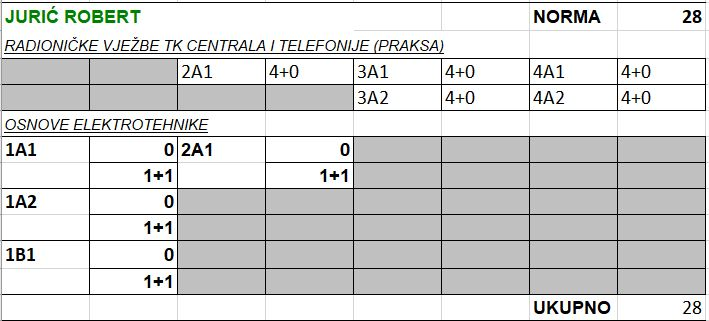 JURIĆ ROBERT NORMA 28
RADIONIČKE VJEŽBE TK CENTRALA I TELEFONIJE (PRAKSA)
2A1 4+0 3A1 4+0 4A1 4+0
3A2 4+0 4A2 4+0
OSNOVE ELEKTROTEHNIKE
1A1 0 2A1 0
1+1 1+1
1A2 0
1+1
1B1 0
1+1
UKUPNO 28